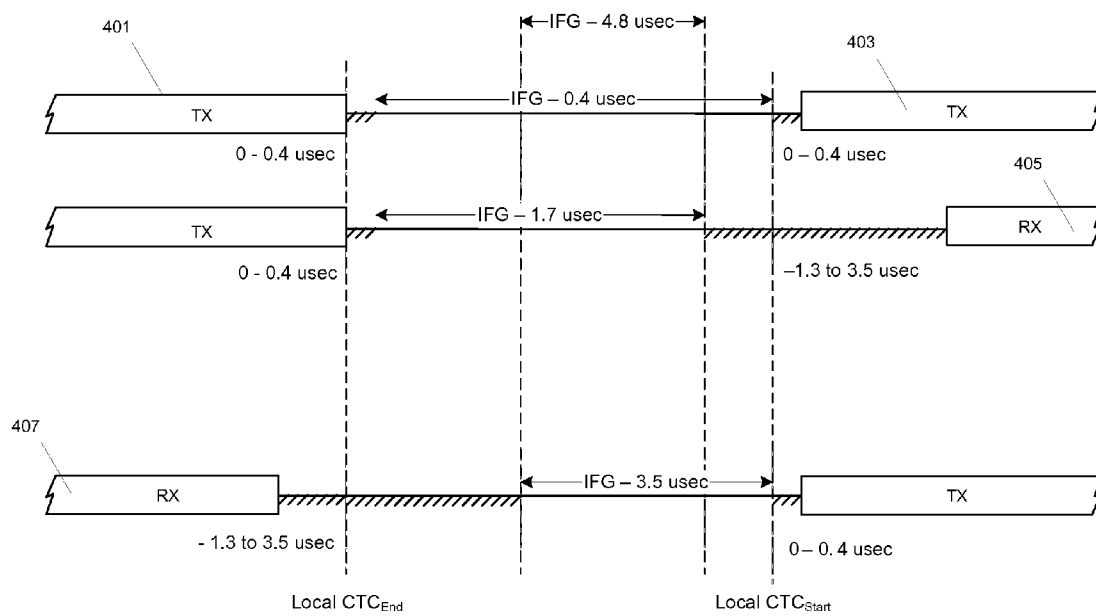 IFG – 4.8 usec
401
403
TX
IFG – 0.4 usec
TX
0 - 0.4 usec
0 – 0.4 usec
405
TX
IFG – 1.7 usec
RX
0 - 0.4 usec
–1.3 to 3.5 usec
407
RX
IFG – 3.5 usec
TX
- 1.3 to 3.5 usec
0 – 0. 4 usec
Local CTCEnd
Local CTCStart